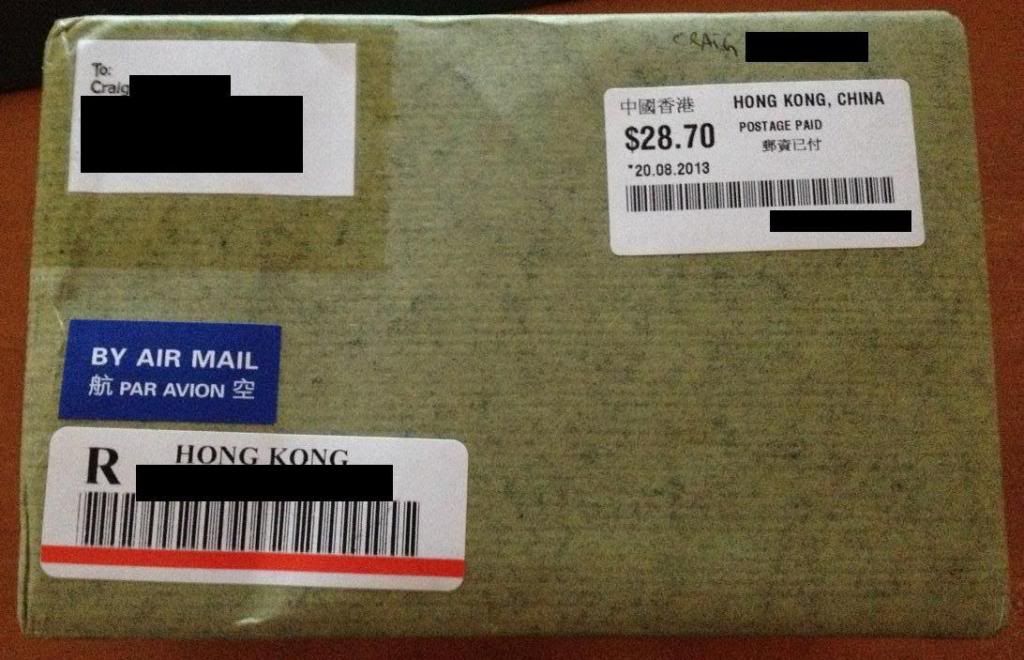 To:
Craig
CRAIG
中國香港 HONG KONG, CHINA
$28.70 POSTAGE PAID
郵資已付
*20.08.2013
BY AIR MAIL
航 PAR AVION 空
R HONG KONG